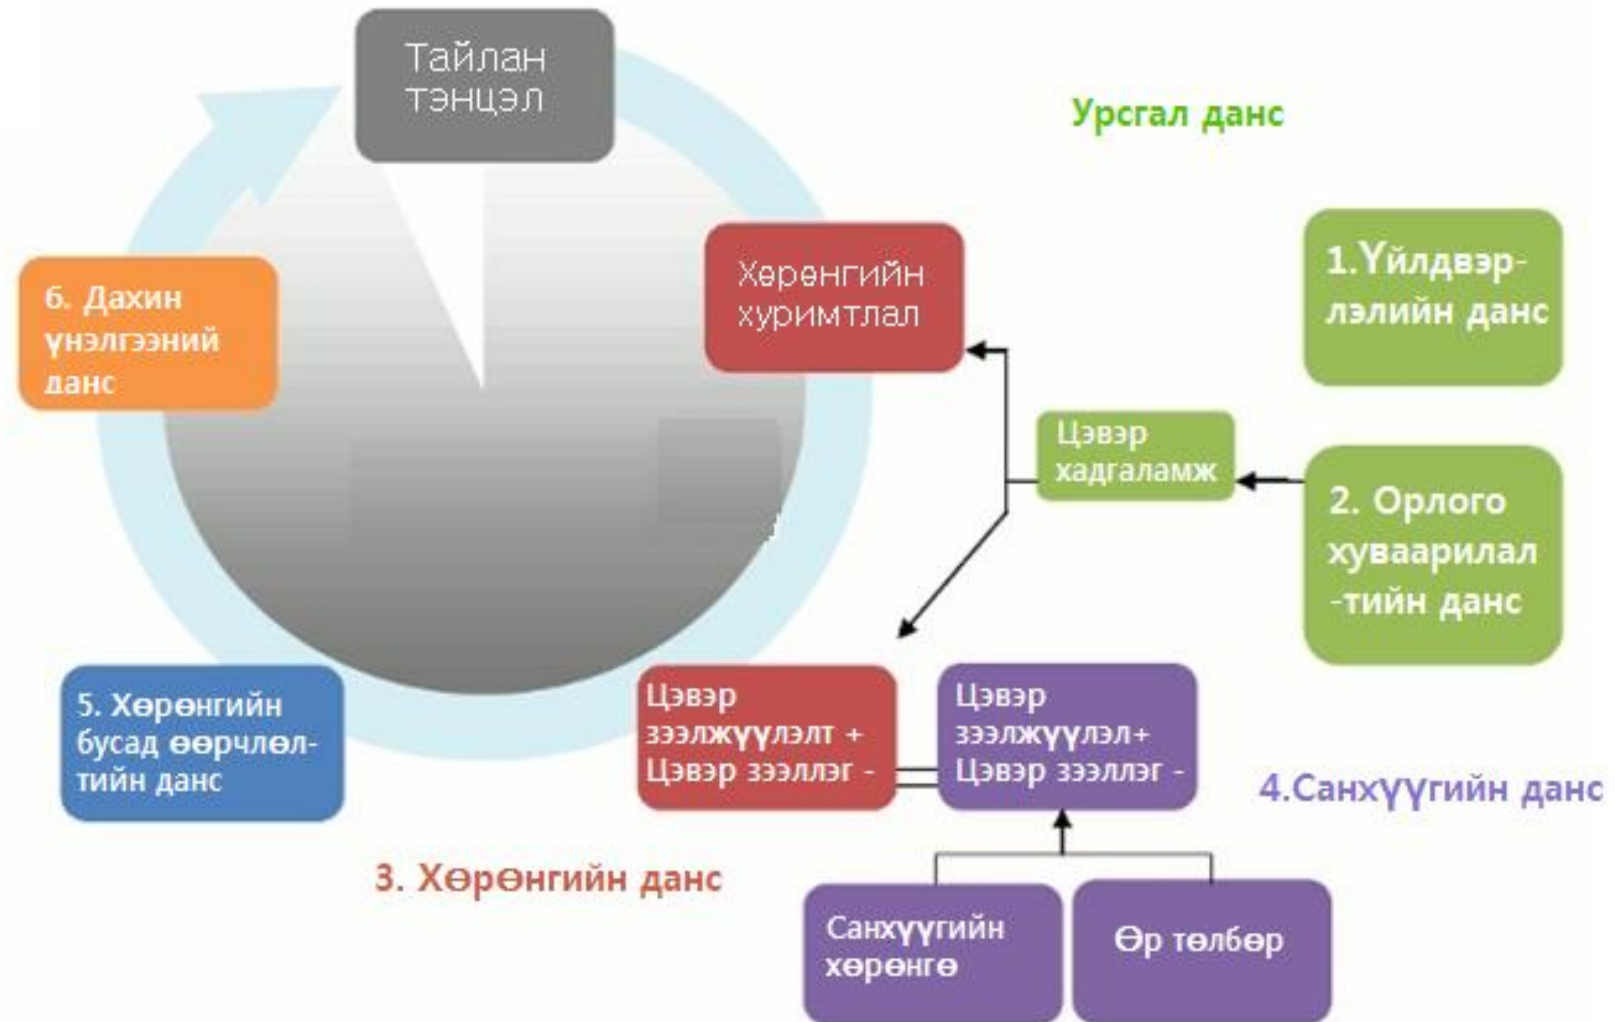 Тайлан
тэнцэл
Урсгал данс
Хөрөнгийн
хуримтлал
1.Үйлдвэр-
лэлийн данс
6. Дахин
үнэлгээний
данс
Цэвэр
хадгаламж
2. Орлого
хуваарилал
-тийн данс
5. Хөрөнгийн
бусад өөрчлөл-
тийн данс
Цэвэр
зээлжүүлэлт +
Цэвэр зээллэг -
Цэвэр
зээлжүүлэл+
Цэвэр зээллэг -
4.Санхүүгийн данс
3. Хөрөнгийн данс
Санхүүгийн
хөрөнгө
Өр төлбөр